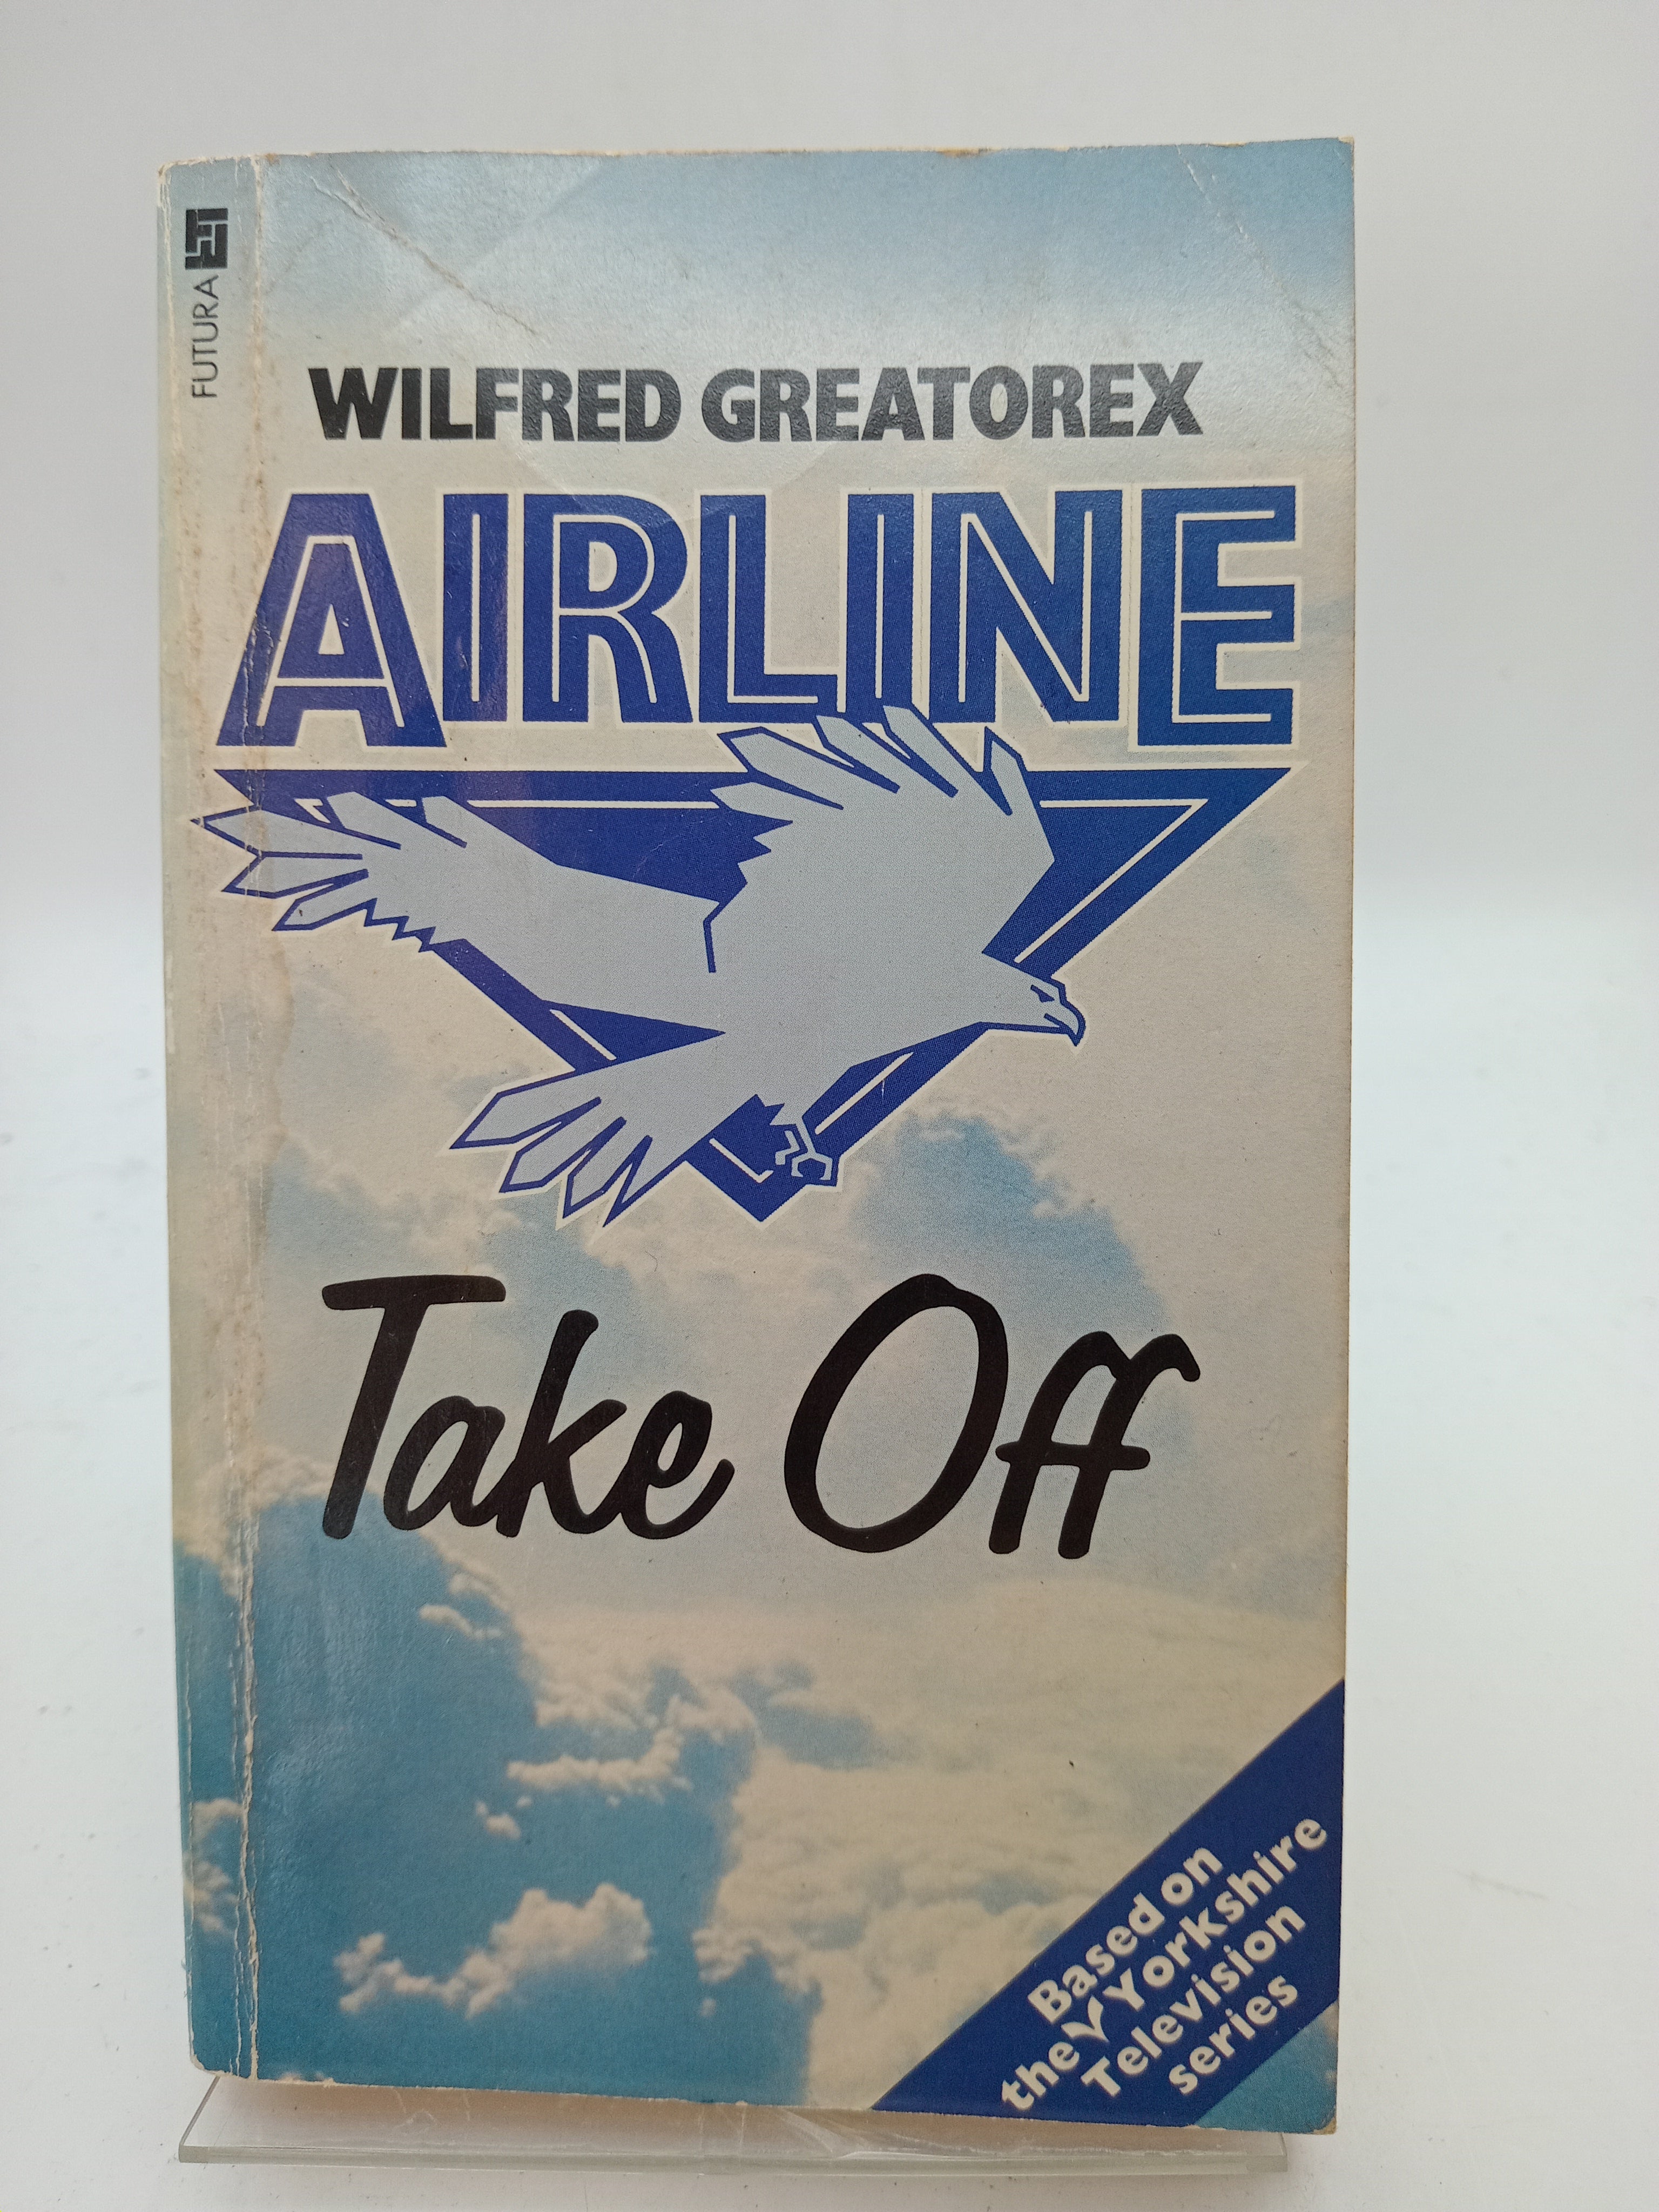 FUTURA
WILFRED GREATOREX
AIRLINE
Take Off
Based on
the Yorkshire
Television
series